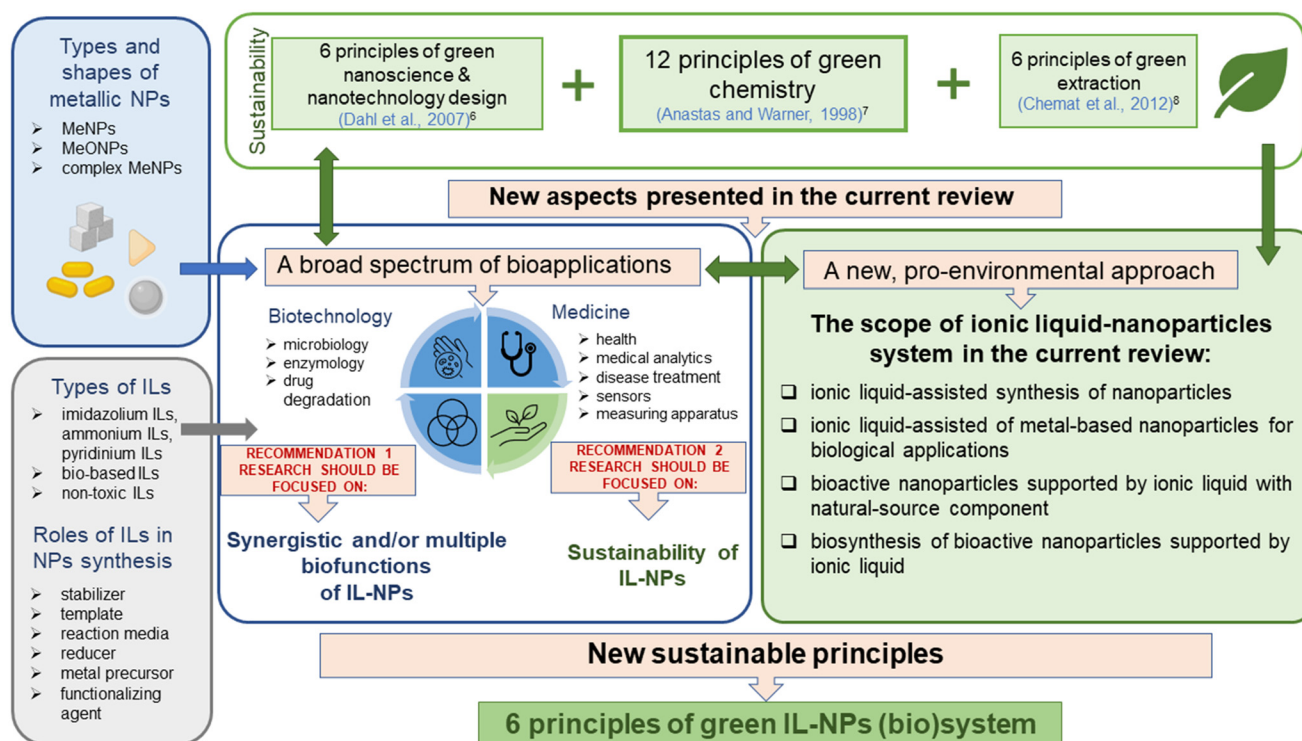 Types and
shapes of
metallic NPs
➢ MeNPs
➢ MeONPs
➢ complex MeNPs
Sustainability
6 principles of green
nanoscience &
nanotechnology design
(Dahl et al., 2007)⁶
+
12 principles of green
chemistry
(Anastas and Warner, 1998)⁷
+
6 principles of green
extraction
(Chemat et al., 2012)⁸
New aspects presented in the current review
A broad spectrum of bioapplications
Biotechnology
➢ microbiology
➢ enzymology
➢ drug
degradation
Medicine
➢ health
➢ medical analytics
➢ disease treatment
➢ sensors
➢ measuring apparatus
RECOMMENDATION 1
RESEARCH SHOULD BE
FOCUSED ON:
Synergistic and/or multiple
biofunctions
of IL-NPs
RECOMMENDATION 2
RESEARCH SHOULD BE
FOCUSED ON:
Sustainability of
IL-NPs
A new, pro-environmental approach
The scope of ionic liquid-nanoparticles
system in the current review:
❑ ionic liquid-assisted synthesis of nanoparticles
❑ ionic liquid-assisted of metal-based nanoparticles for
biological applications
❑ bioactive nanoparticles supported by ionic liquid with
natural-source component
❑ biosynthesis of bioactive nanoparticles supported by
ionic liquid
Types of ILs
➢ imidazolium ILs,
ammonium ILs,
pyridinium ILs
➢ bio-based ILs
➢ non-toxic ILs
Roles of ILs in
NPs synthesis
➢ stabilizer
➢ template
➢ reaction media
➢ reducer
➢ metal precursor
➢ functionalizing
agent
New sustainable principles
6 principles of green IL-NPs (bio)system